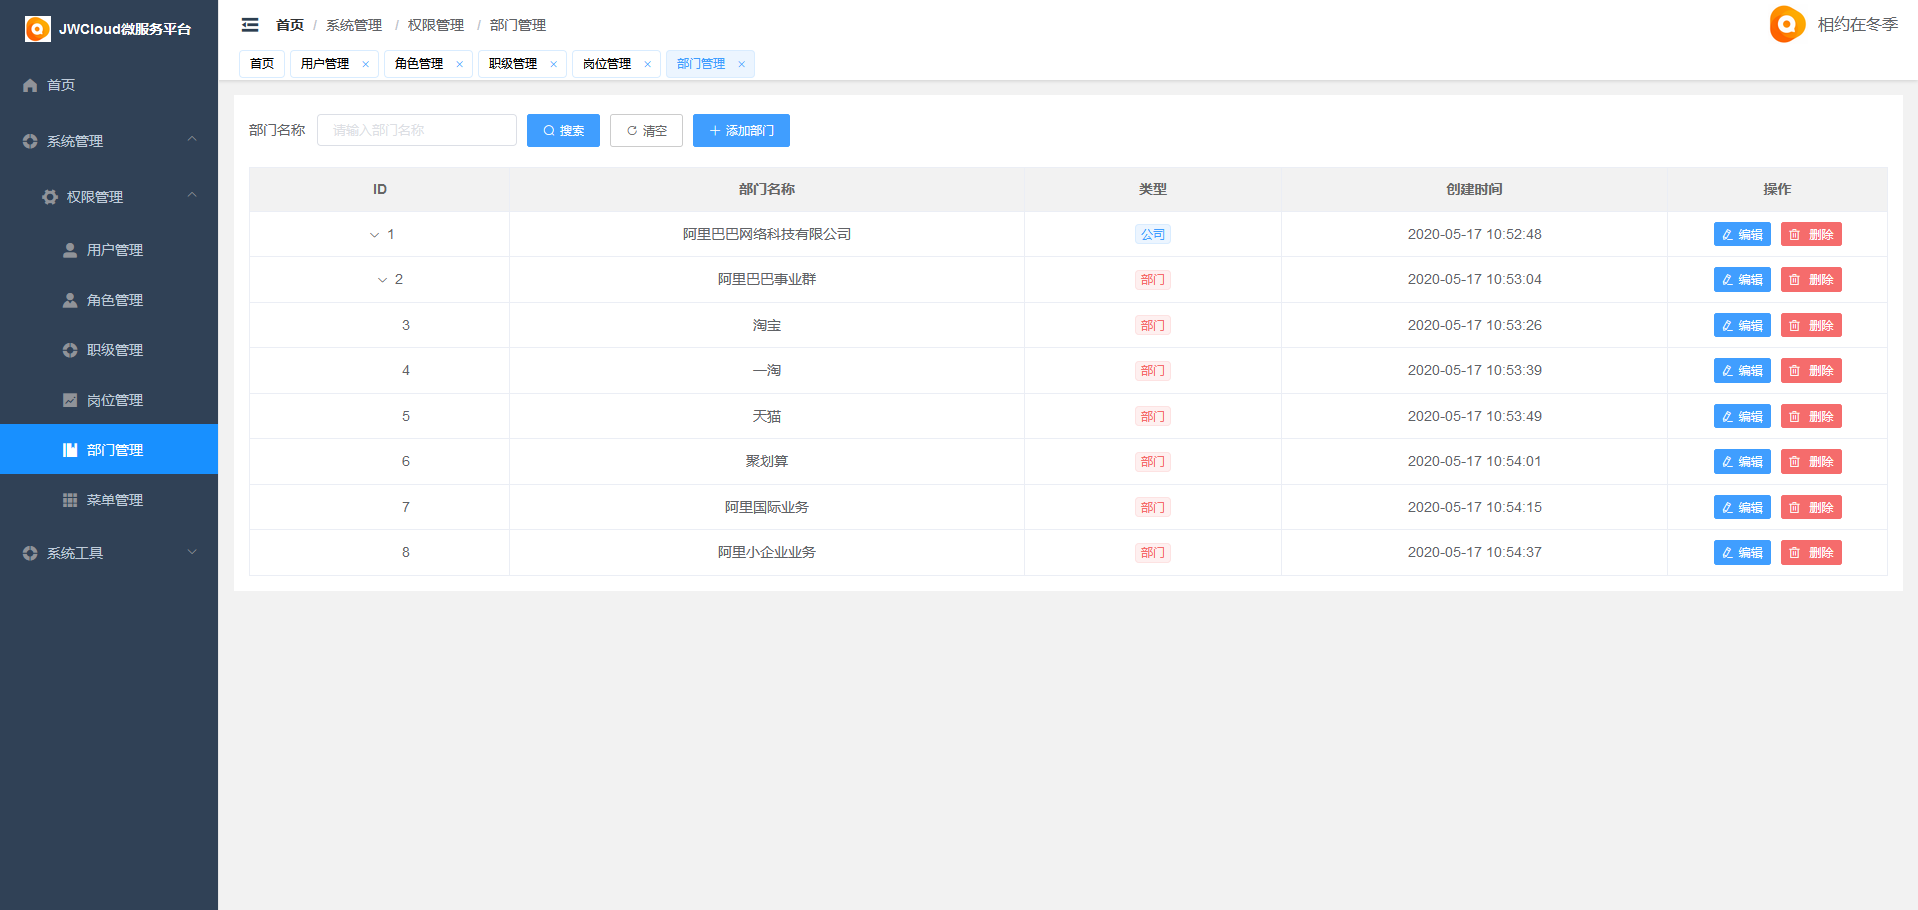 JWCloud微服务平台
首页
系统管理
权限管理
用户管理
角色管理
职级管理
岗位管理
部门管理
菜单管理
系统工具
首页 / 系统管理 / 权限管理 / 部门管理
相约在冬季
首页 用户管理 × 角色管理 × 职级管理 × 岗位管理 × 部门管理 ×
部门名称 请输入部门名称 搜索 清空 添加部门
ID 部门名称 类型 创建时间 操作
1 阿里巴巴网络科技有限公司 公司 2020-05-17 10:52:48 编辑 删除
2 阿里巴巴事业群 部门 2020-05-17 10:53:04 编辑 删除
3 淘宝 部门 2020-05-17 10:53:26 编辑 删除
4 一淘 部门 2020-05-17 10:53:39 编辑 删除
5 天猫 部门 2020-05-17 10:53:49 编辑 删除
6 聚划算 部门 2020-05-17 10:54:01 编辑 删除
7 阿里国际业务 部门 2020-05-17 10:54:15 编辑 删除
8 阿里小企业业务 部门 2020-05-17 10:54:37 编辑 删除